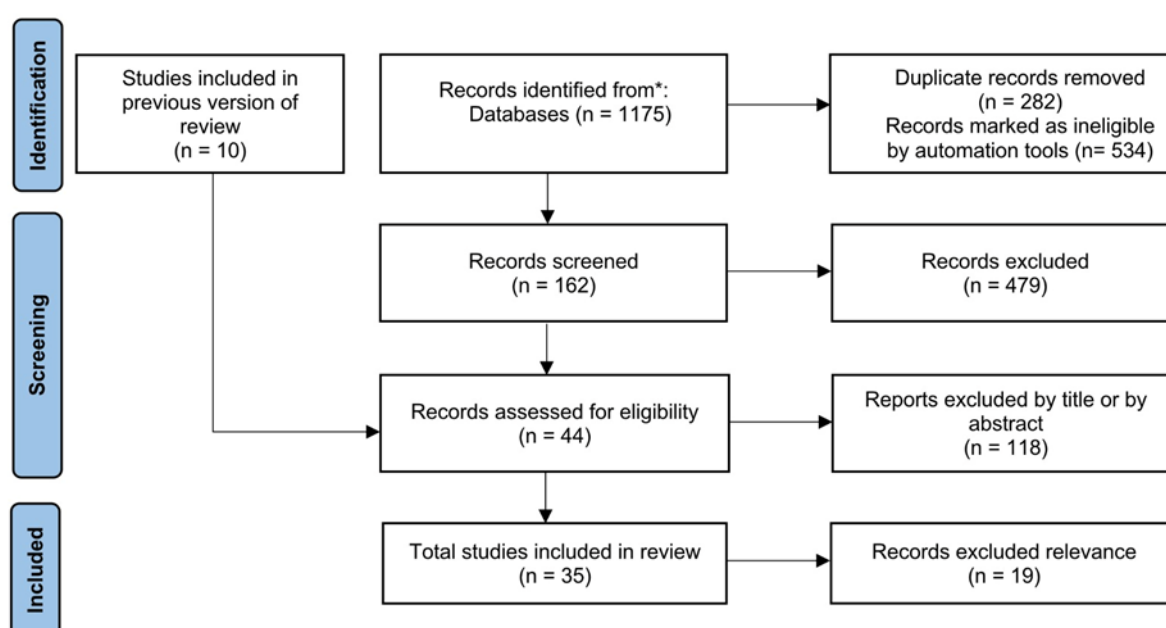 Identification
Studies included in
previous version of
review
(n = 10)
Records identified from*:
Databases (n = 1175)
Duplicate records removed
(n = 282)
Records marked as ineligible
by automation tools (n= 534)
Screening
Records screened
(n = 162)
Records excluded
(n = 479)
Records assessed for eligibility
(n = 44)
Reports excluded by title or by
abstract
(n = 118)
Included
Total studies included in review
(n = 35)
Records excluded relevance
(n = 19)